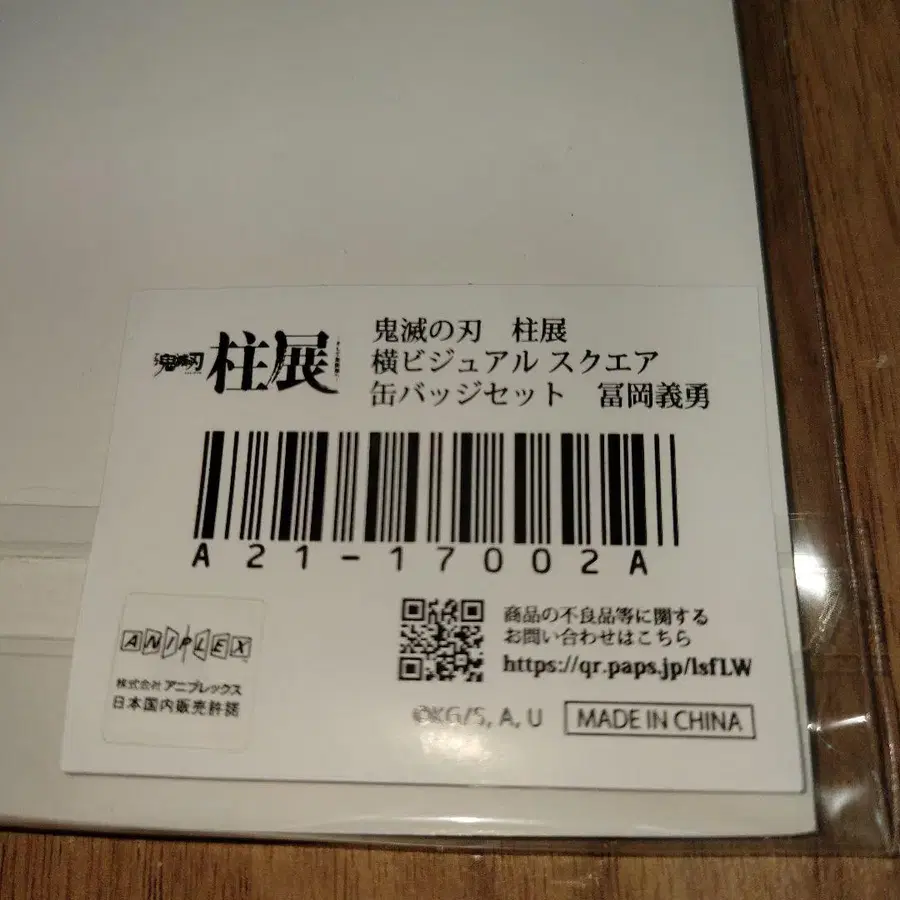 鬼滅の刃
柱展
鬼滅の刃　柱展
横ビジュアル スクエア
缶バッジセット　冨岡義勇
A21-17002A
商品の不良品等に関する
お問い合わせはこちら
https://qr.paps.jp/lsfLW
ANIPLEX
株式会社アニプレックス
日本国内販売許諾
©KG/S, A, U
MADE IN CHINA